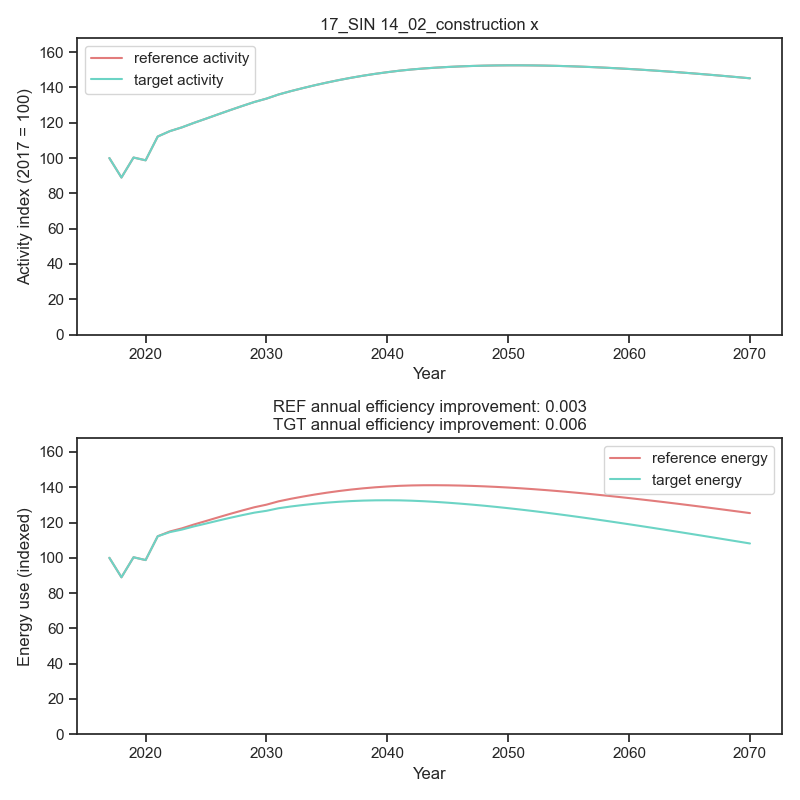 17_SIN 14_02_construction x
reference activity
target activity
160
140
120
100
80
60
40
20
0
Activity index (2017 = 100)
2020 2030 2040 2050 2060 2070
Year
REF annual efficiency improvement: 0.003
TGT annual efficiency improvement: 0.006
reference energy
target energy
160
140
120
100
80
60
40
20
0
Energy use (indexed)
2020 2030 2040 2050 2060 2070
Year